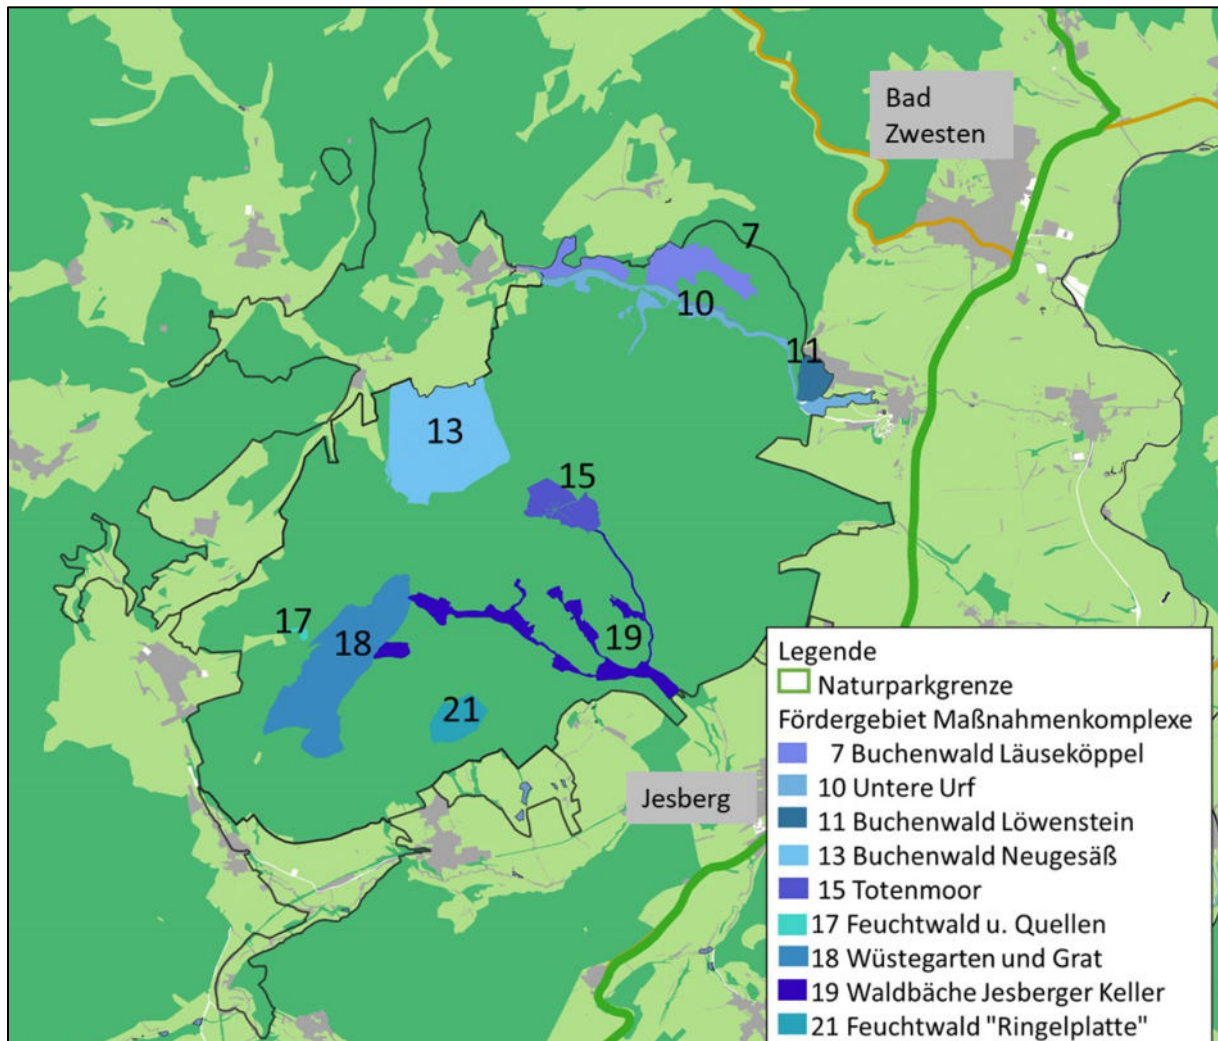 Bad
Zwesten
7
10
11
13
15
17
18
19
21
Jesberg
Legende
Naturparkgrenze
Fördergebiet Maßnahmenkomplexe
7 Buchenwald Läuseköppel
10 Untere Urf
11 Buchenwald Löwenstein
13 Buchenwald Neugesäß
15 Totenmoor
17 Feuchtwald u. Quellen
18 Wüstegarten und Grat
19 Waldbäche Jesberger Keller
21 Feuchtwald "Ringelplatte"